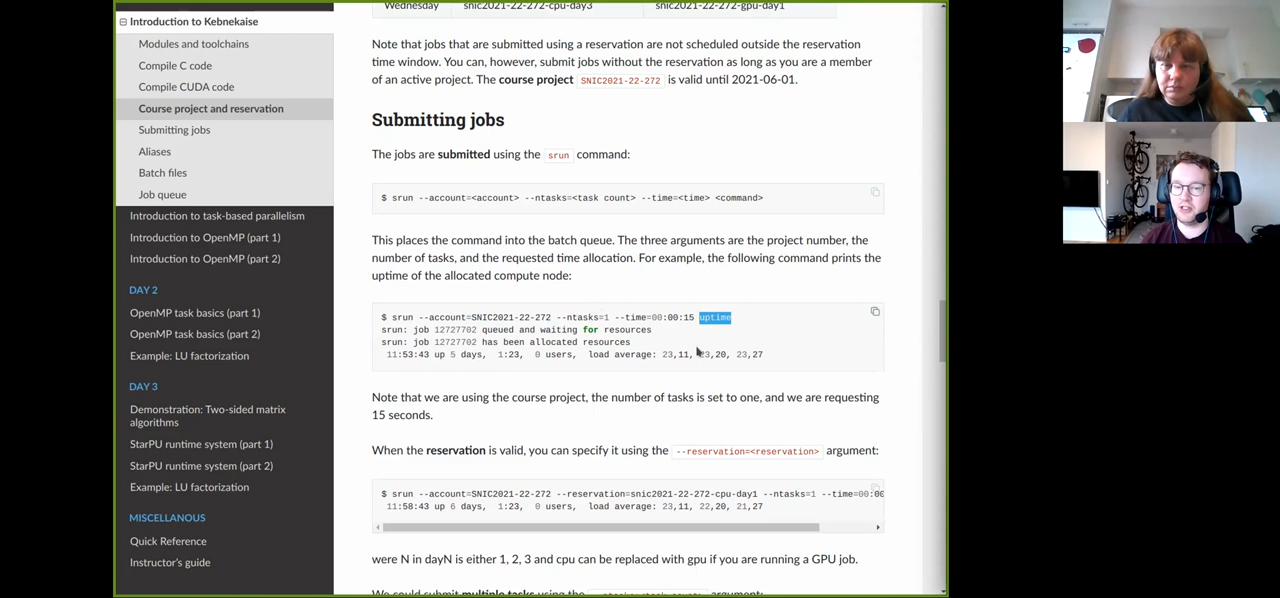 Introduction to Kebnekaise
Modules and toolchains
Compile C code
Compile CUDA code
Course project and reservation
Submitting jobs
Aliases
Batch files
Job queue
Introduction to task-based parallelism
Introduction to OpenMP (part 1)
Introduction to OpenMP (part 2)
DAY 2
OpenMP task basics (part 1)
OpenMP task basics (part 2)
Example: LU factorization
DAY 3
Demonstration: Two-sided matrix
algorithms
StarPU runtime system (part 1)
StarPU runtime system (part 2)
Example: LU factorization
MISCELLANEOUS
Quick Reference
Instructor's guide
Wednesday snic2021-22-272-cpu-day3 snic2021-22-272-gpu-day1
Note that jobs that are submitted using a reservation are not scheduled outside the reservation
time window. You can, however, submit jobs without the reservation as long as you are a member
of an active project. The course project SNIC2021-22-272 is valid until 2021-06-01.
Submitting jobs
The jobs are submitted using the srun command:
$ srun --account=<account> --ntasks=<task count> --time=<time> <command>
This places the command into the batch queue. The three arguments are the project number, the
number of tasks, and the requested time allocation. For example, the following command prints the
uptime of the allocated compute node:
$ srun --account=SNIC2021-22-272 --ntasks=1 --time=00:00:15 uptime
srun: job 12727702 queued and waiting for resources
srun: job 12727702 has been allocated resources
11:53:43 up 5 days, 1:23, 0 users, load average: 23,11, 23,20, 23,27
Note that we are using the course project, the number of tasks is set to one, and we are requesting
15 seconds.
When the reservation is valid, you can specify it using the --reservation=<reservation> argument:
$ srun --account=SNIC2021-22-272 --reservation=snic2021-22-272-cpu-day1 --ntasks=1 --time=00:00
11:58:43 up 6 days, 1:23, 0 users, load average: 23,11, 22,20, 21,27
were N in dayN is either 1, 2, 3 and cpu can be replaced with gpu if you are running a GPU job.
We could submit multiple tasks using the --ntasks=<task count> argument: